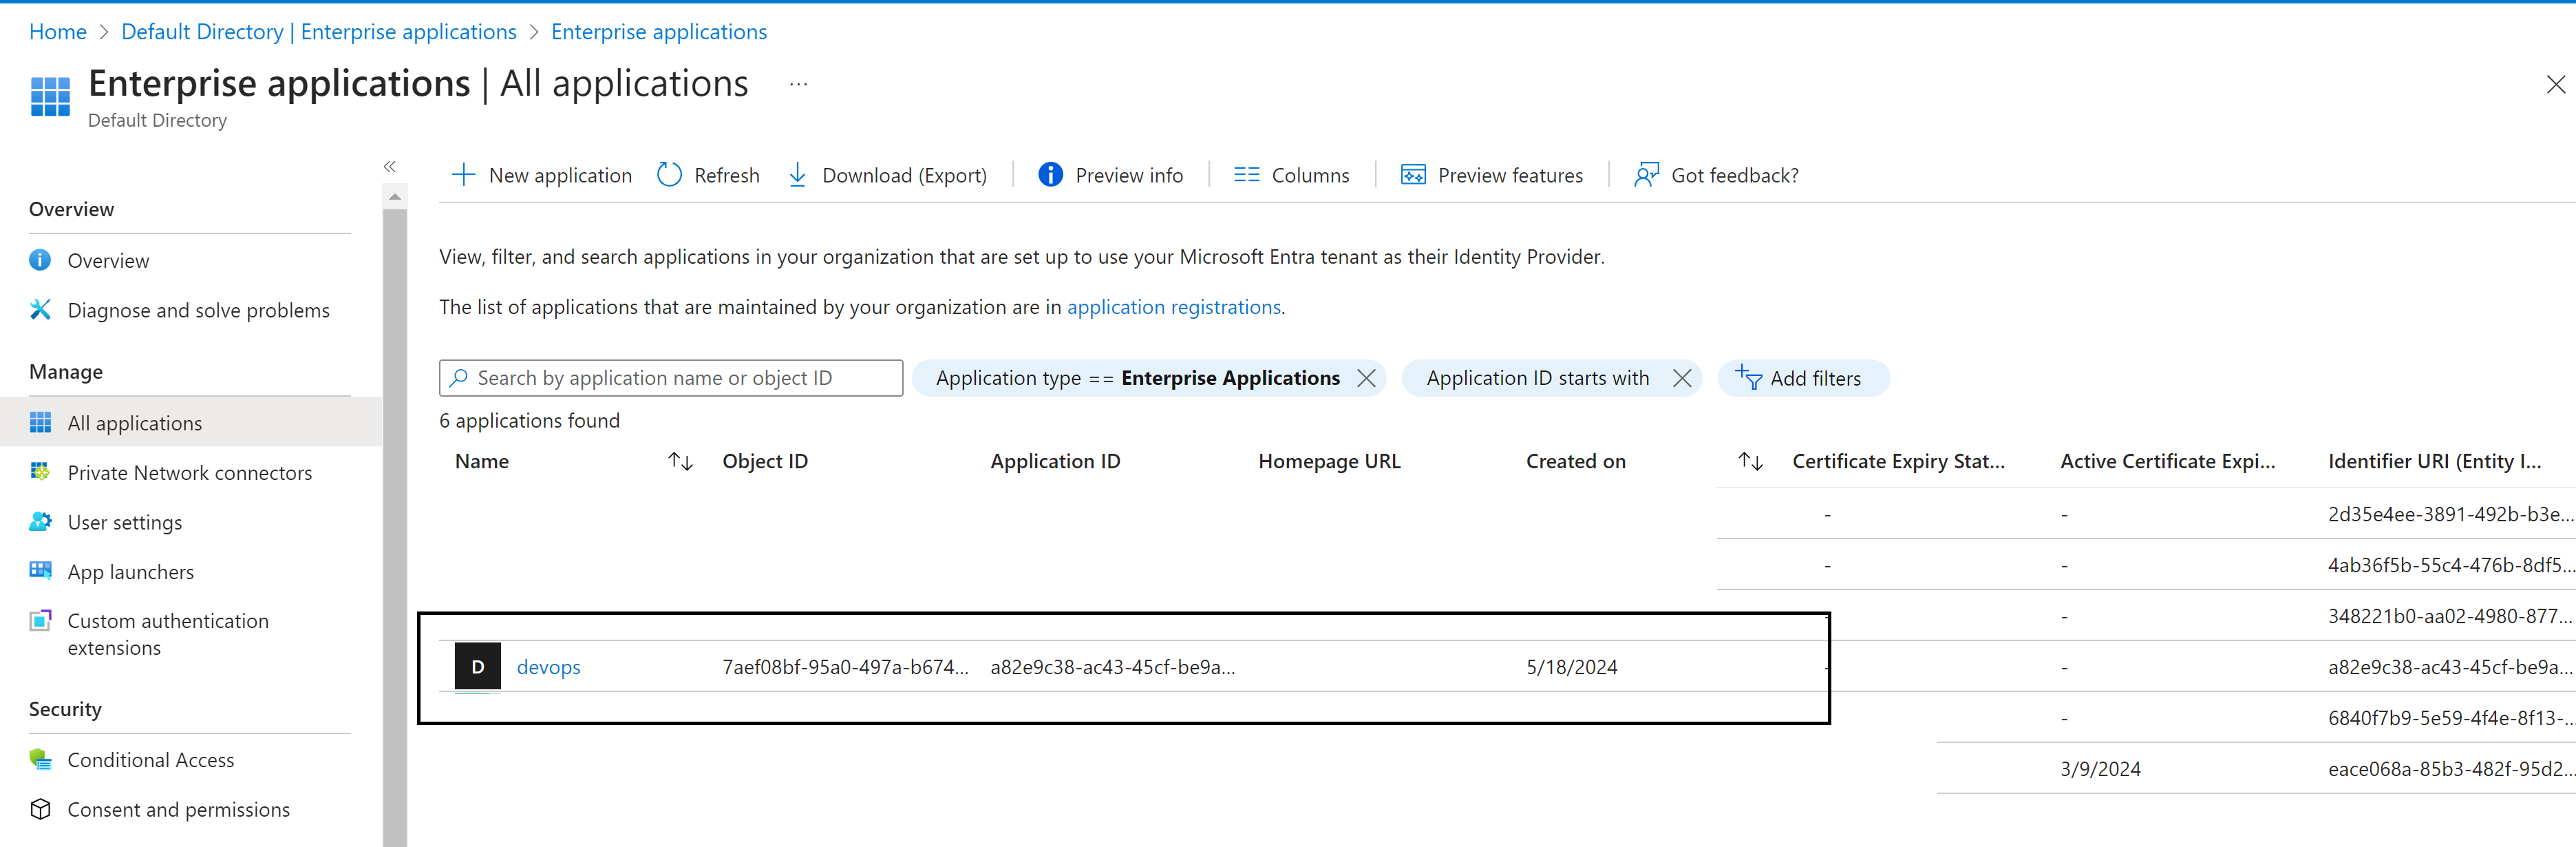 Home > Default Directory | Enterprise applications > Enterprise applications
Enterprise applications | All applications ...
Default Directory
Overview
Overview
Diagnose and solve problems
Manage
All applications
Private Network connectors
User settings
App launchers
Custom authentication
extensions
Security
Conditional Access
Consent and permissions
New application Refresh Download (Export) Preview info Columns Preview features Got feedback?
View, filter, and search applications in your organization that are set up to use your Microsoft Entra tenant as their Identity Provider.
The list of applications that are maintained by your organization are in application registrations.
Search by application name or object ID Application type == Enterprise Applications Application ID starts with Add filters
6 applications found
Name Object ID Application ID Homepage URL Created on Certificate Expiry Stat... Active Certificate Expi... Identifier URI (Entity I...
- - 2d35e4ee-3891-492b-b3e...
- - 4ab36f5b-55c4-476b-8df5...
- - 348221b0-aa02-4980-877...
D devops 7aef08bf-95a0-497a-b674... a82e9c38-ac43-45cf-be9a... 5/18/2024 - - a82e9c38-ac43-45cf-be9a...
- 6840f7b9-5e59-4f4e-8f13-...
3/9/2024 eace068a-85b3-482f-95d2...